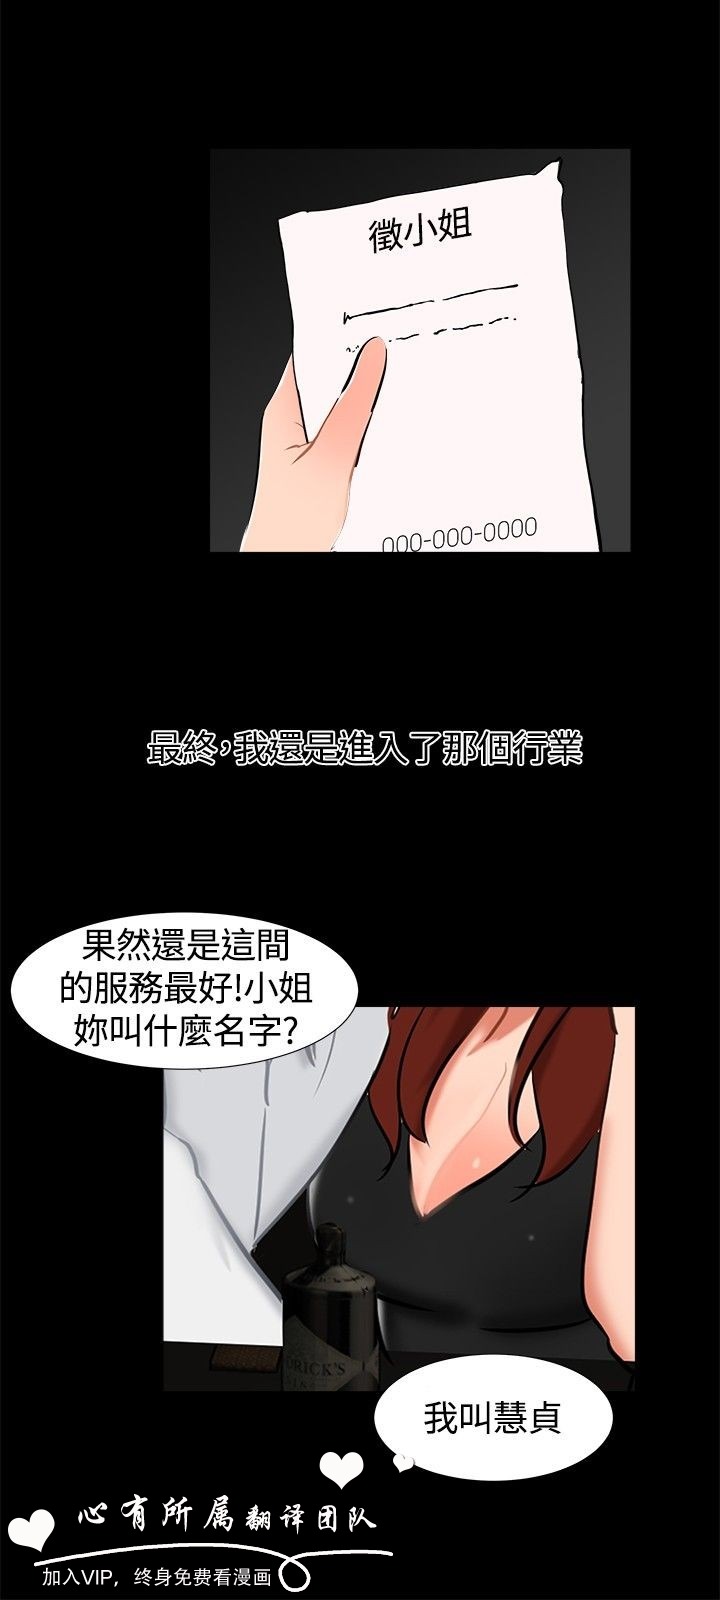 徵小姐
000-000-0000
最終，我還是進入了那個行業
果然還是這間
的服務最好!小姐
妳叫什麼名字?
DRICK'S
我叫慧貞
心有所属翻译团队
加入VIP，终身免费看漫画